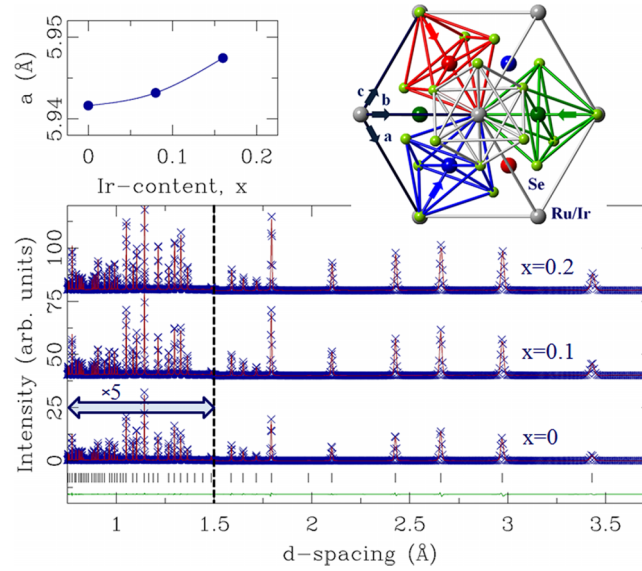 5.95
5.94
a (Å)
0
0.1
0.2
Ir-content, x
c
b
a
Se
Ru/Ir
Intensity (arb. units)
100
75
50
25
0
x=0.2
x=0.1
×5
x=0
1
1.5
2
2.5
3
3.5
d-spacing (Å)